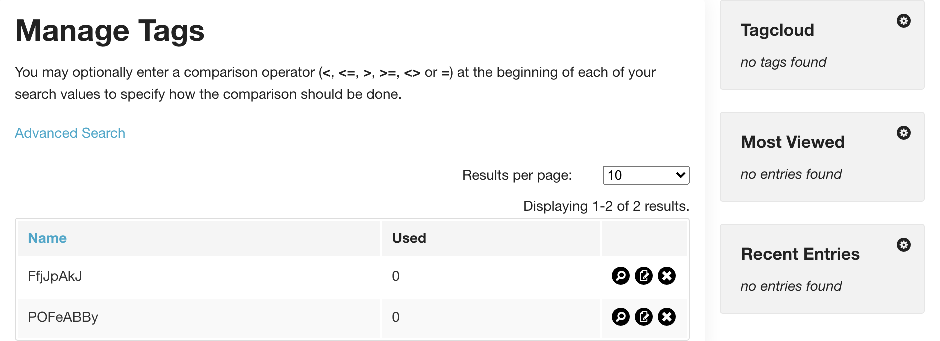 Manage Tags
You may optionally enter a comparison operator (<, <=, >, >=, <> or =) at the beginning of each of your
search values to specify how the comparison should be done.
Advanced Search
Results per page: 10
Displaying 1-2 of 2 results.
Name Used
FfjJpAkJ 0
POFeABBy 0
Tagcloud
no tags found
Most Viewed
no entries found
Recent Entries
no entries found